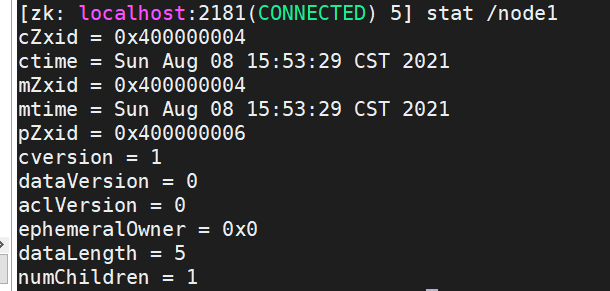 [zk: localhost:2181(CONNECTED) 5] stat /node1
cZxid = 0x400000004
ctime = Sun Aug 08 15:53:29 CST 2021
mZxid = 0x400000004
mtime = Sun Aug 08 15:53:29 CST 2021
pZxid = 0x400000006
cversion = 1
dataVersion = 0
aclVersion = 0
ephemeralOwner = 0x0
dataLength = 5
numChildren = 1